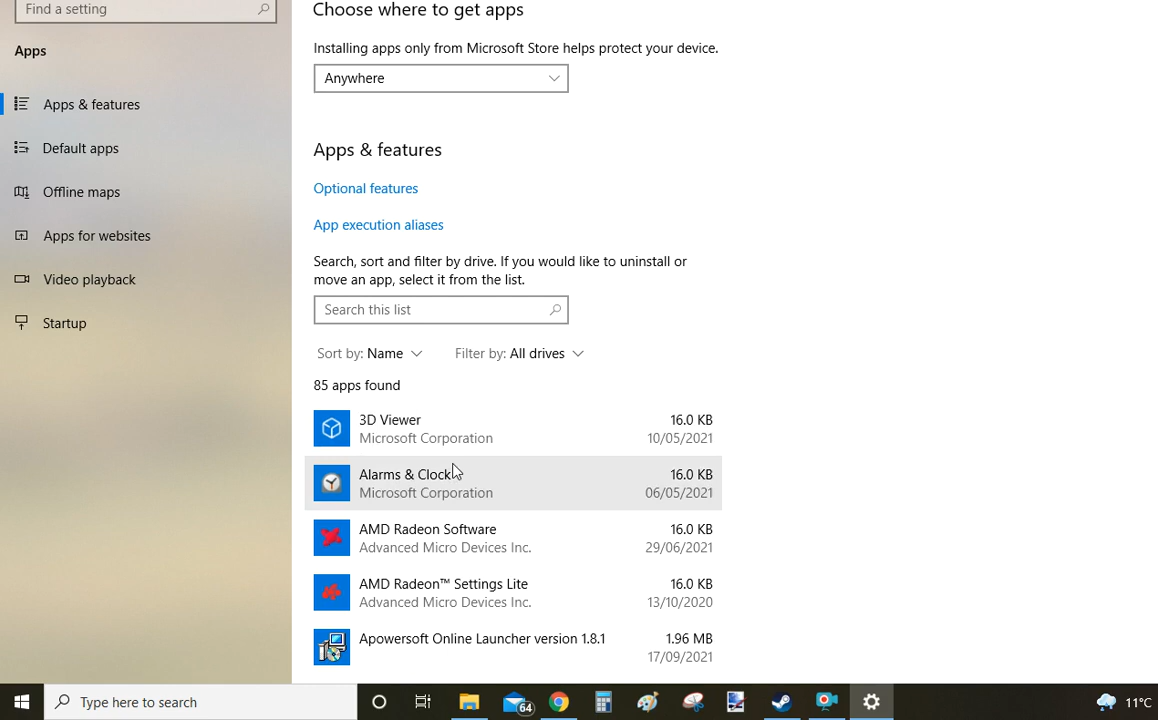 Find a setting
Apps
Apps & features
Default apps
Offline maps
Apps for websites
Video playback
Startup
Choose where to get apps
Installing apps only from Microsoft Store helps protect your device.
Anywhere
Apps & features
Optional features
App execution aliases
Search, sort and filter by drive. If you would like to uninstall or
move an app, select it from the list.
Search this list
Sort by: Name Filter by: All drives
85 apps found
3D Viewer 16.0 KB
Microsoft Corporation 10/05/2021
Alarms & Clock 16.0 KB
Microsoft Corporation 06/05/2021
AMD Radeon Software 16.0 KB
Advanced Micro Devices Inc. 29/06/2021
AMD Radeon™ Settings Lite 16.0 KB
Advanced Micro Devices Inc. 13/10/2020
Apowersoft Online Launcher version 1.8.1 1.96 MB
17/09/2021
Type here to search 64 11°C